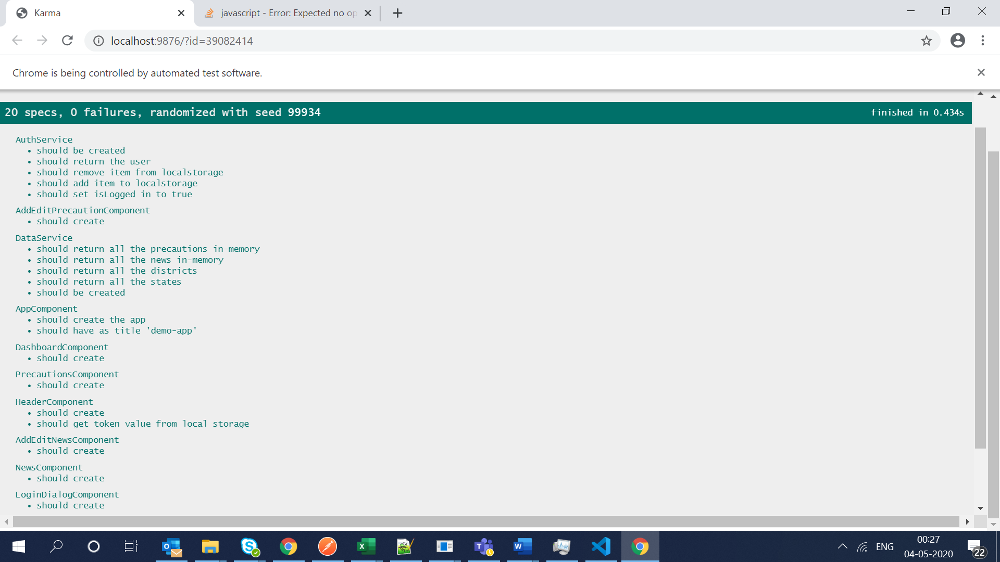 Karma
javascript - Error: Expected no op
localhost:9876/?id=39082414
Chrome is being controlled by automated test software.
20 specs, 0 failures, randomized with seed 99934
finished in 0.434s
AuthService
• should be created
• should return the user
• should remove item from localstorage
• should add item to localstorage
• should set isLogged in to true
AddEditPrecautionComponent
• should create
DataService
• should return all the precautions in-memory
• should return all the news in-memory
• should return all the districts
• should return all the states
• should be created
AppComponent
• should create the app
• should have as title 'demo-app'
DashboardComponent
• should create
PrecautionsComponent
• should create
HeaderComponent
• should create
• should get token value from local storage
AddEditNewsComponent
• should create
NewsComponent
• should create
LoginDialogComponent
• should create
ENG
00:27
04-05-2020
22